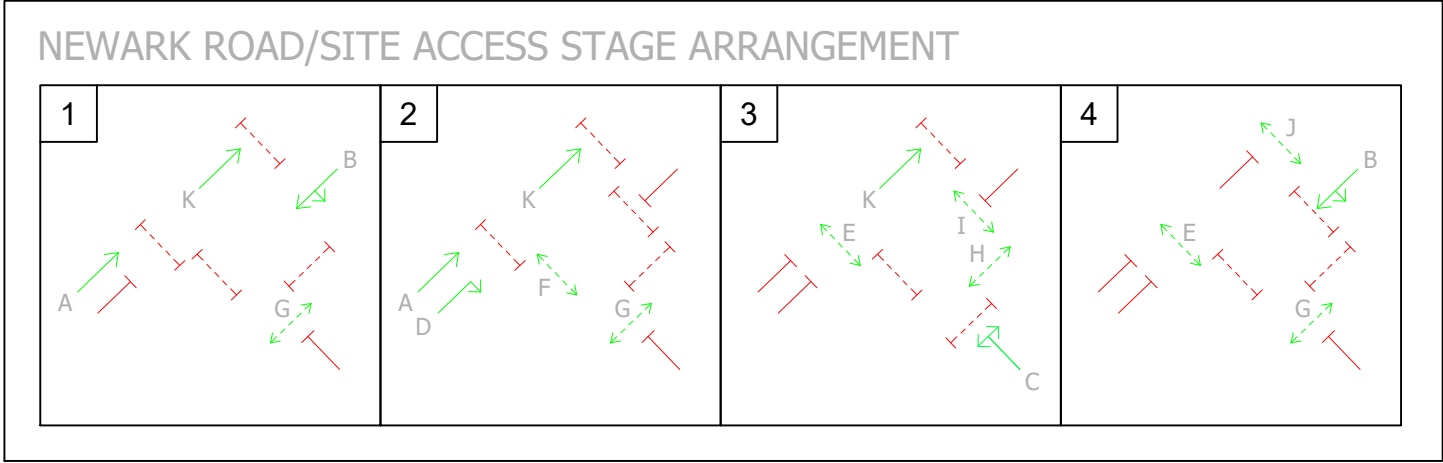 NEWARK ROAD/SITE ACCESS STAGE ARRANGEMENT
1
B
K
A
G
2
K
F
A
G
D
3
K
I
E
H
C
4
J
B
E
G